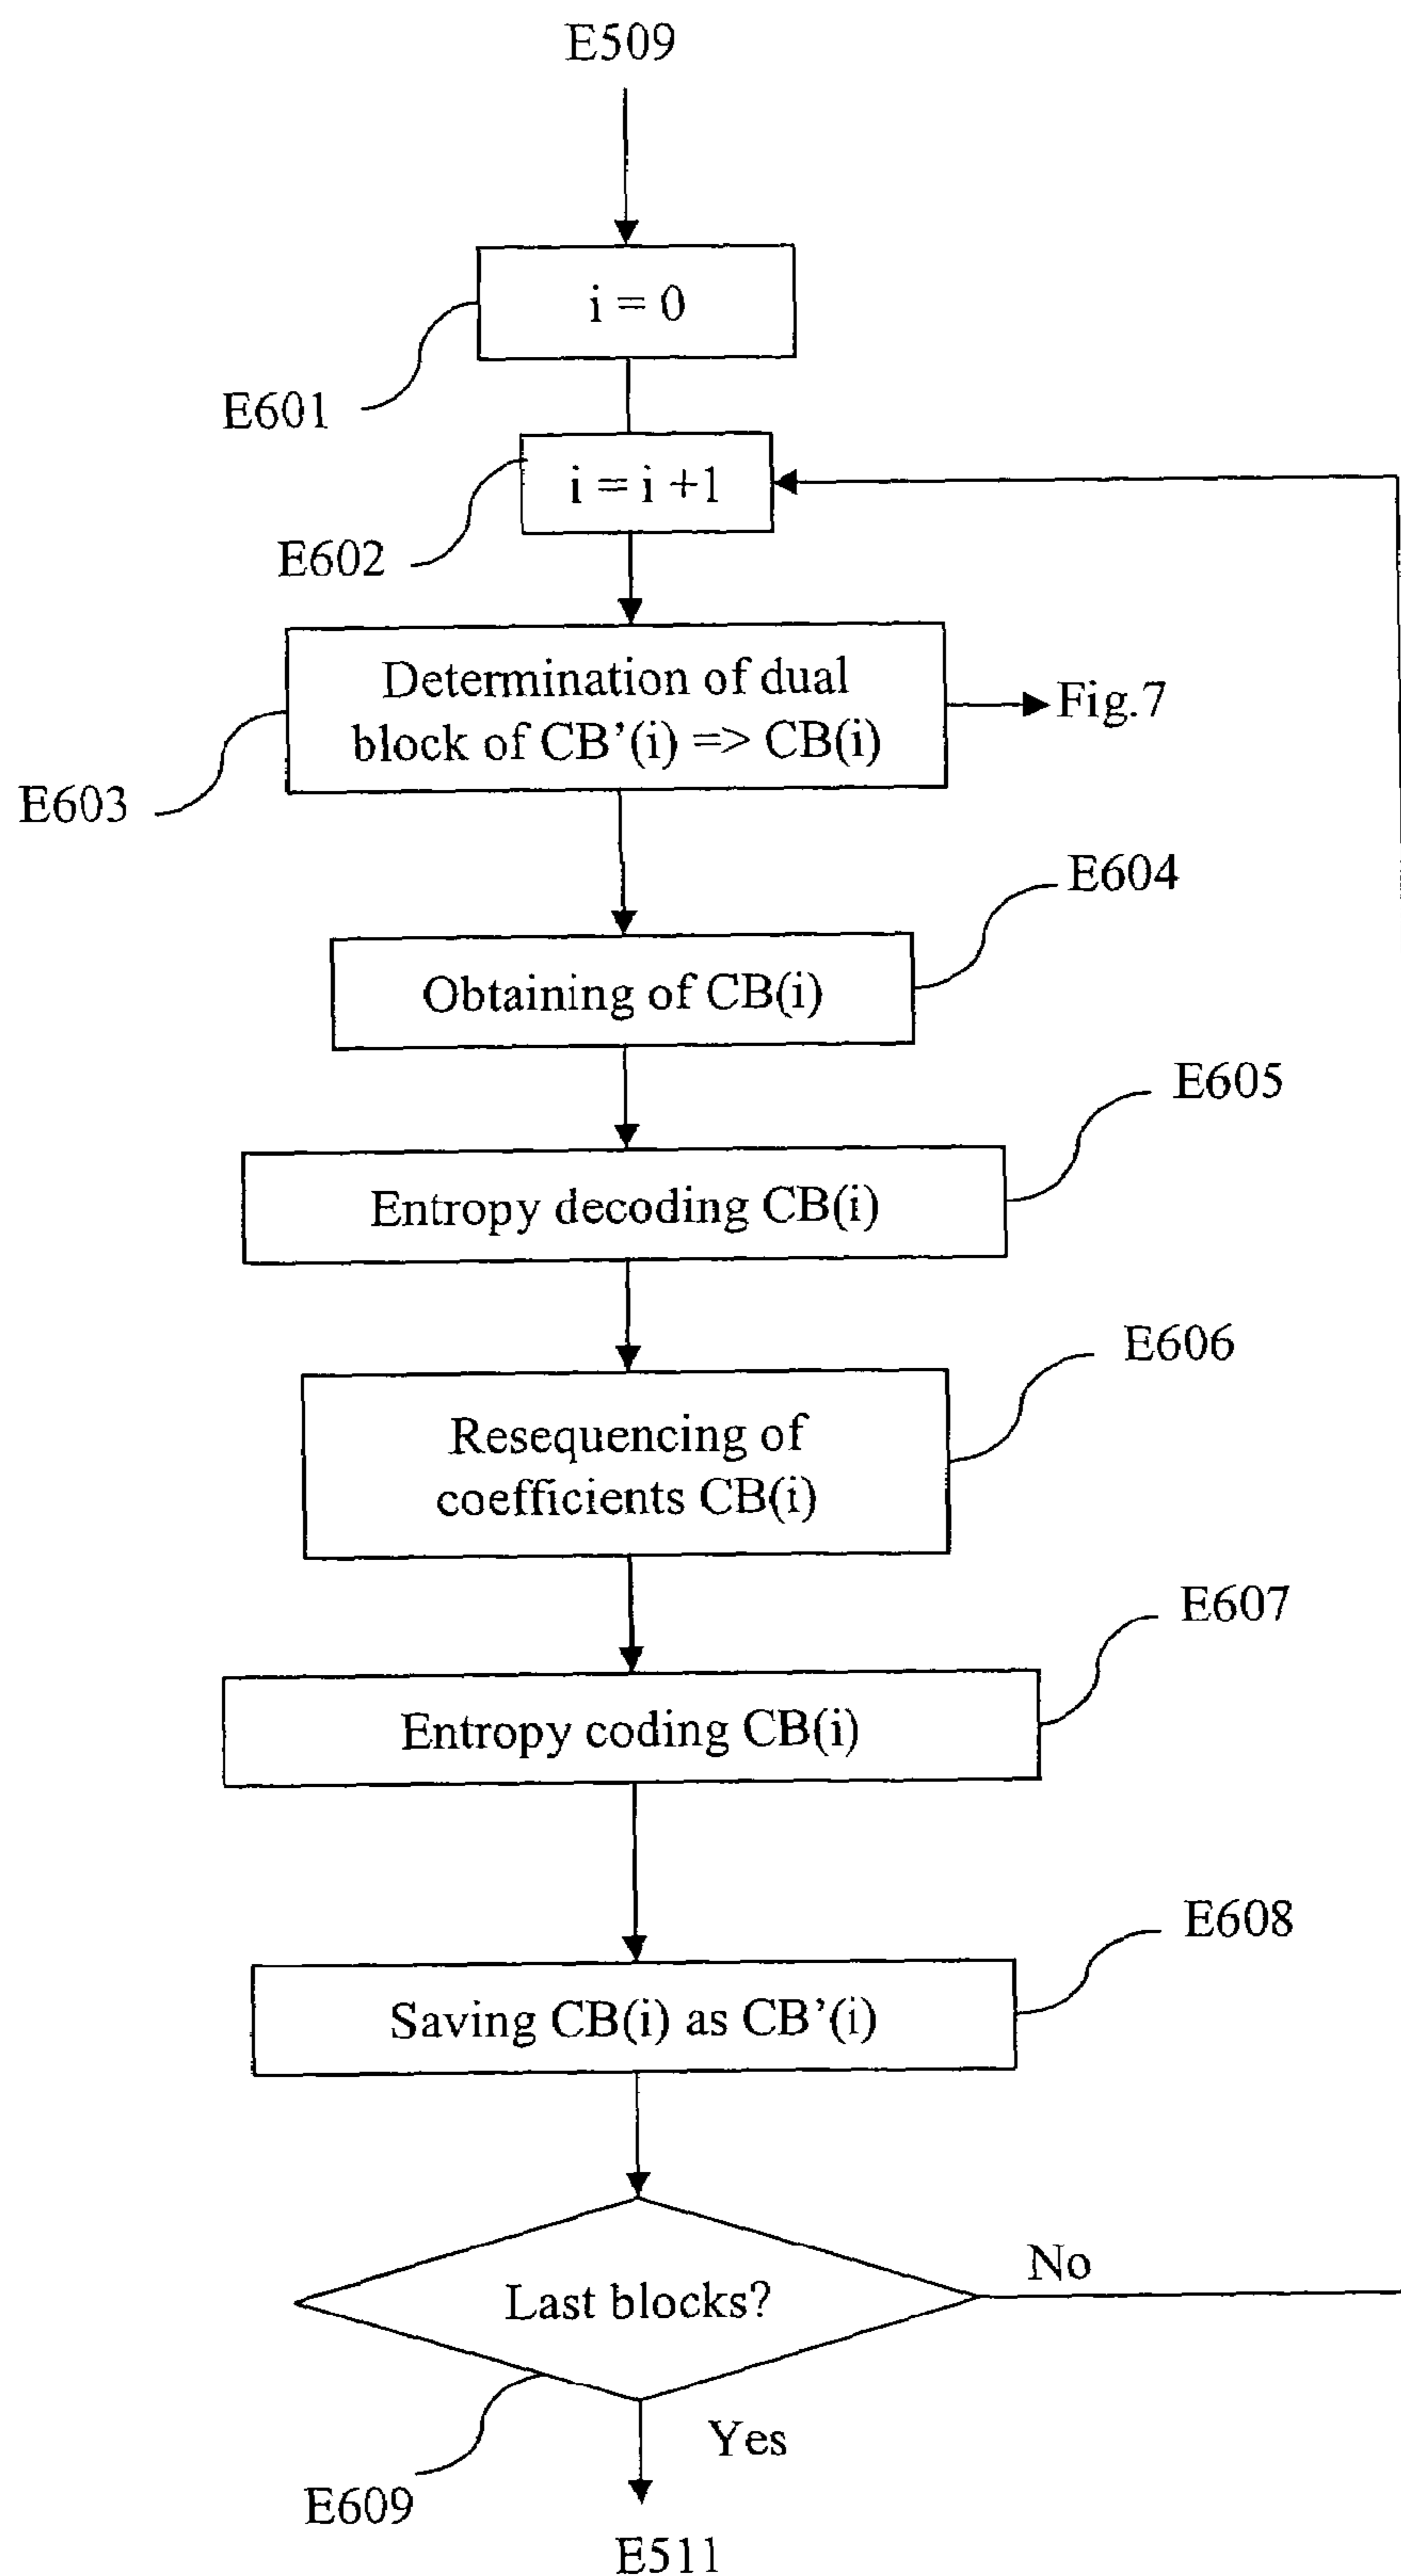 E509
i = 0
E601
i = i +1
E602
Determination of dual
block of CB’(i) => CB(i)
Fig.7
E603
E604
Obtaining of CB(i)
E605
Entropy decoding CB(i)
E606
Resequencing of
coefficients CB(i)
E607
Entropy coding CB(i)
E608
Saving CB(i) as CB’(i)
No
Last blocks?
Yes
E609
E511